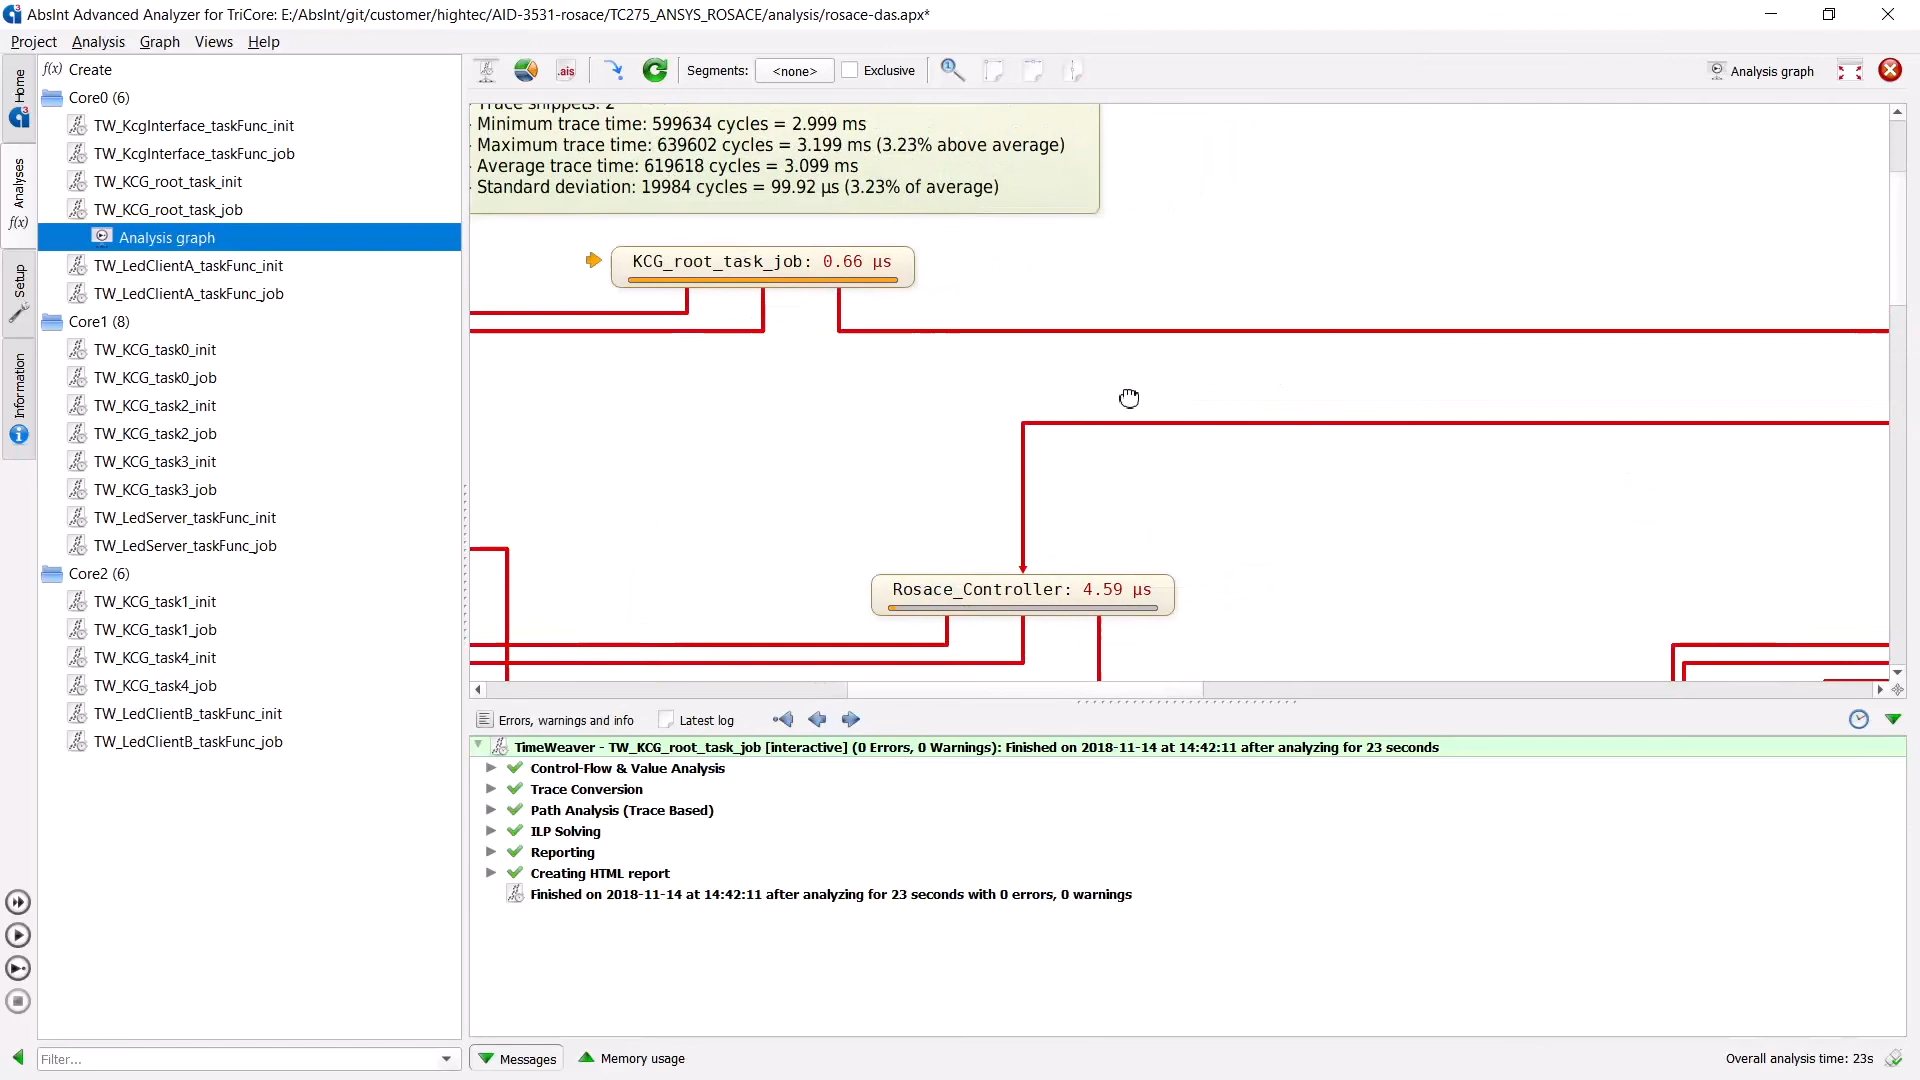 AbsInt Advanced Analyzer for TriCore: E:/AbsInt/git/customer/hightec/AID-3531-rosace/TC275_ANSYS_ROSACE/analysis/rosace-das.apx*
Project Analysis Graph Views Help
Home
Analyses
f(x)
Setup
Information
f(x) Create
Core0 (6)
TW_KcgInterface_taskFunc_init
TW_KcgInterface_taskFunc_job
TW_KCG_root_task_init
TW_KCG_root_task_job
Analysis graph
TW_LedClientA_taskFunc_init
TW_LedClientA_taskFunc_job
Core1 (8)
TW_KCG_task0_init
TW_KCG_task0_job
TW_KCG_task2_init
TW_KCG_task2_job
TW_KCG_task3_init
TW_KCG_task3_job
TW_LedServer_taskFunc_init
TW_LedServer_taskFunc_job
Core2 (6)
TW_KCG_task1_init
TW_KCG_task1_job
TW_KCG_task4_init
TW_KCG_task4_job
TW_LedClientB_taskFunc_init
TW_LedClientB_taskFunc_job
Filter...
.ais Segments: <none> Exclusive Analysis graph
- Trace snippets: 2
- Minimum trace time: 599634 cycles = 2.999 ms
- Maximum trace time: 639602 cycles = 3.199 ms (3.23% above average)
- Average trace time: 619618 cycles = 3.099 ms
- Standard deviation: 19984 cycles = 99.92 µs (3.23% of average)
KCG_root_task_job: 0.66 µs
Rosace_Controller: 4.59 µs
Errors, warnings and info Latest log
TimeWeaver - TW_KCG_root_task_job [interactive] (0 Errors, 0 Warnings): Finished on 2018-11-14 at 14:42:11 after analyzing for 23 seconds
Control-Flow & Value Analysis
Trace Conversion
Path Analysis (Trace Based)
ILP Solving
Reporting
Creating HTML report
Finished on 2018-11-14 at 14:42:11 after analyzing for 23 seconds with 0 errors, 0 warnings
Messages Memory usage Overall analysis time: 23s